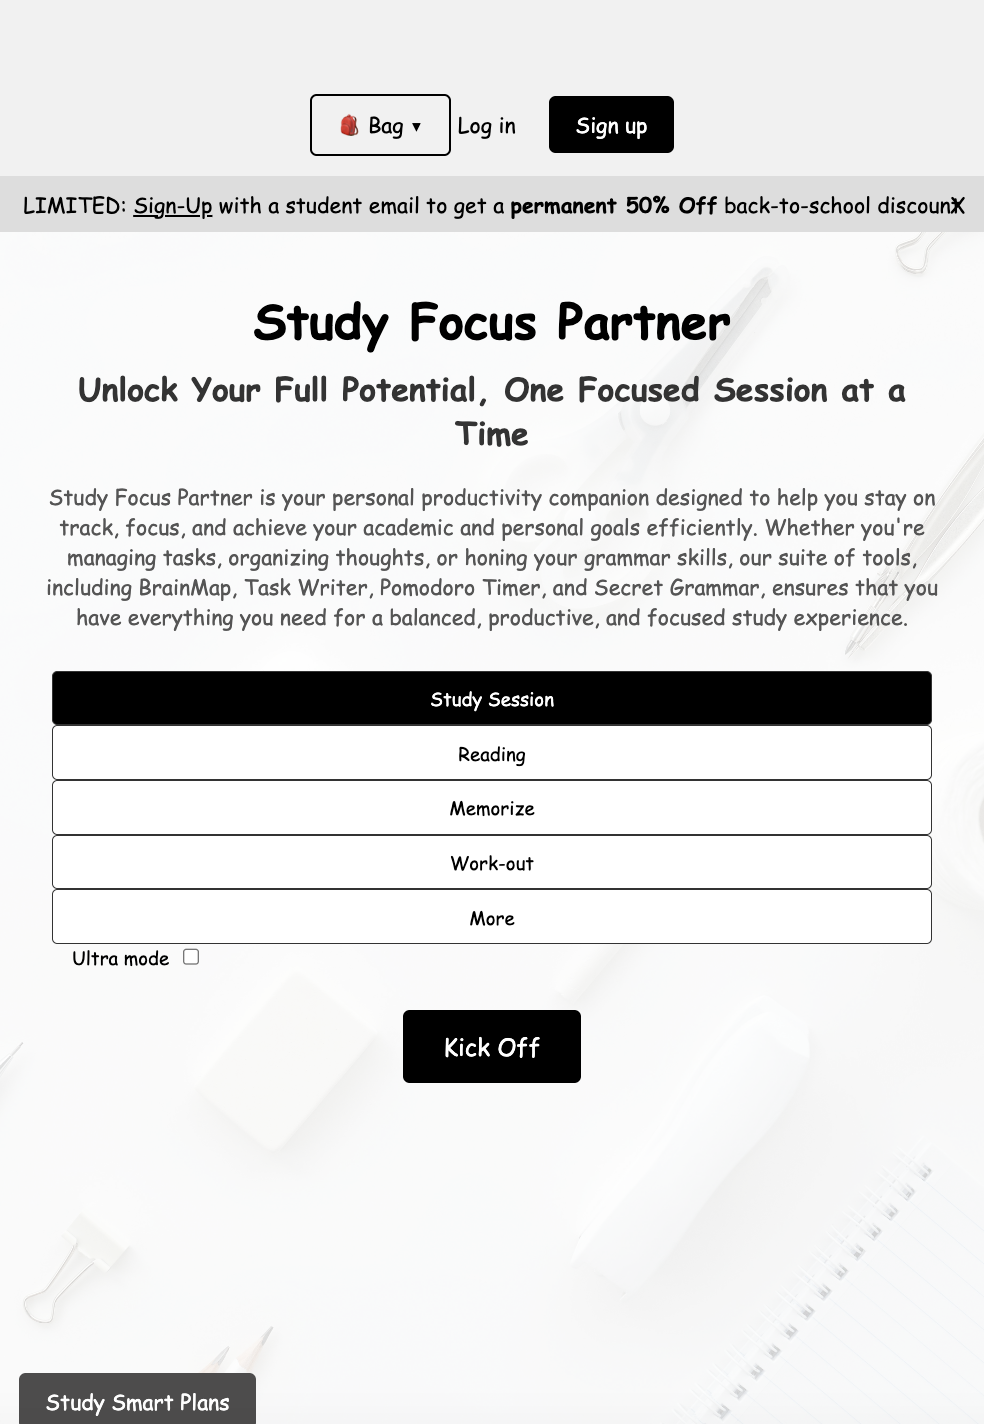 Bag ▼ Log in Sign up
LIMITED: Sign-Up with a student email to get a permanent 50% Off back-to-school discount X
Study Focus Partner
Unlock Your Full Potential, One Focused Session at a
Time
Study Focus Partner is your personal productivity companion designed to help you stay on
track, focus, and achieve your academic and personal goals efficiently. Whether you're
managing tasks, organizing thoughts, or honing your grammar skills, our suite of tools,
including BrainMap, Task Writer, Pomodoro Timer, and Secret Grammar, ensures that you
have everything you need for a balanced, productive, and focused study experience.
Study Session
Reading
Memorize
Work-out
More
Ultra mode
Kick Off
Study Smart Plans